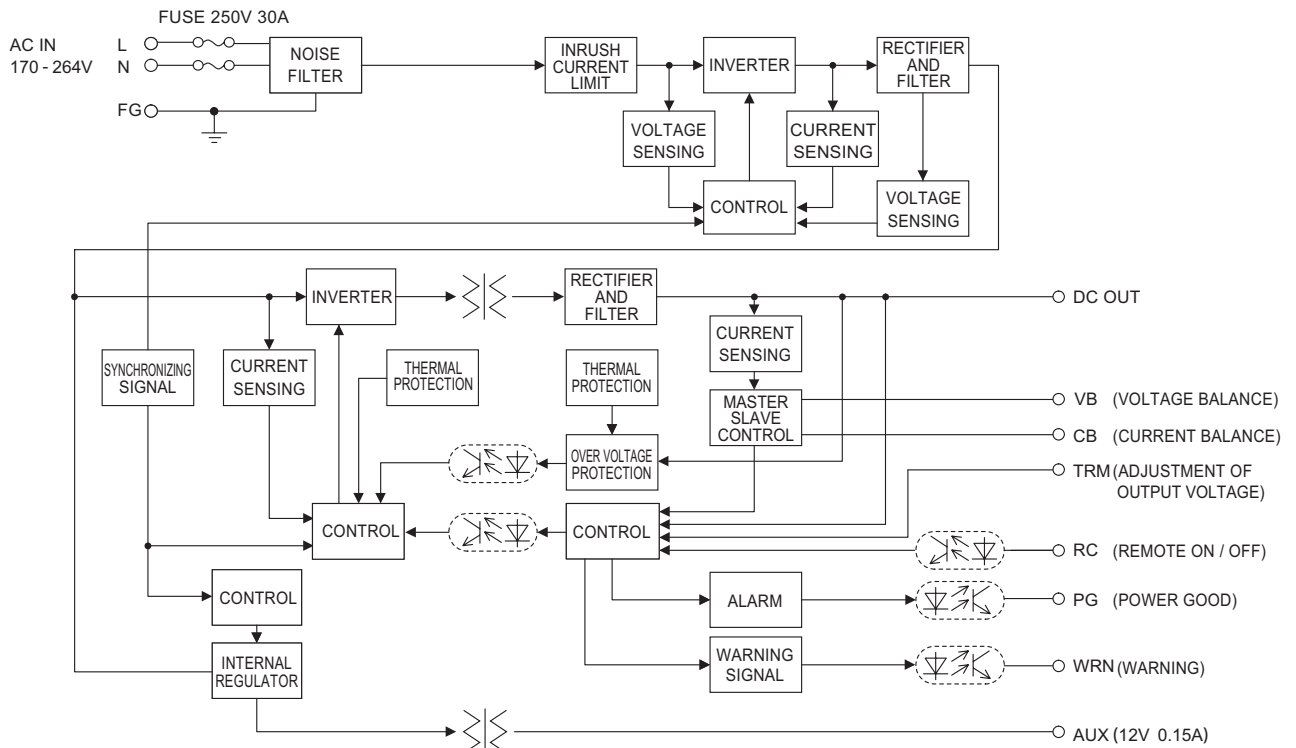 FUSE 250V 30A
AC IN
170 - 264V
L
N
FG
NOISE
FILTER
INRUSH
CURRENT
LIMIT
INVERTER
RECTIFIER
AND
FILTER
VOLTAGE
SENSING
CURRENT
SENSING
CONTROL
VOLTAGE
SENSING
INVERTER
RECTIFIER
AND
FILTER
DC OUT
SYNCHRONIZING
SIGNAL
CURRENT
SENSING
THERMAL
PROTECTION
THERMAL
PROTECTION
CURRENT
SENSING
MASTER
SLAVE
CONTROL
VB (VOLTAGE BALANCE)
CB (CURRENT BALANCE)
OVER VOLTAGE
PROTECTION
TRM (ADJUSTMENT OF
OUTPUT VOLTAGE)
CONTROL
CONTROL
RC (REMOTE ON / OFF)
CONTROL
ALARM
PG (POWER GOOD)
INTERNAL
REGULATOR
WARNING
SIGNAL
WRN (WARNING)
AUX (12V 0.15A)